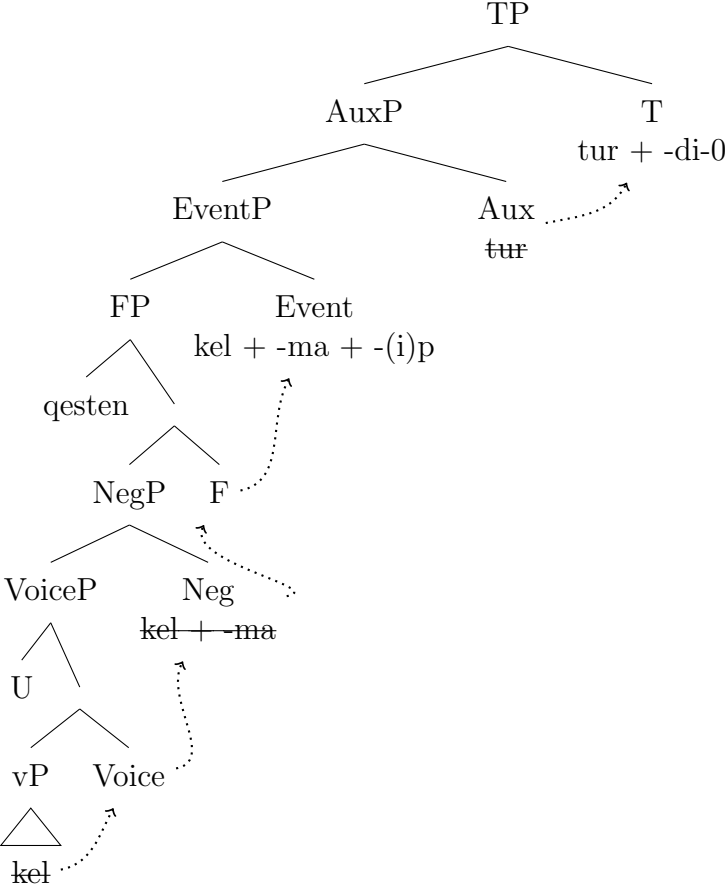 TP
AuxP T
tur + -di-0
EventP Aux
tur
FP Event
kel + -ma + -(i)p
qesten
NegP F
VoiceP Neg
kel + -ma
U
vP Voice
kel